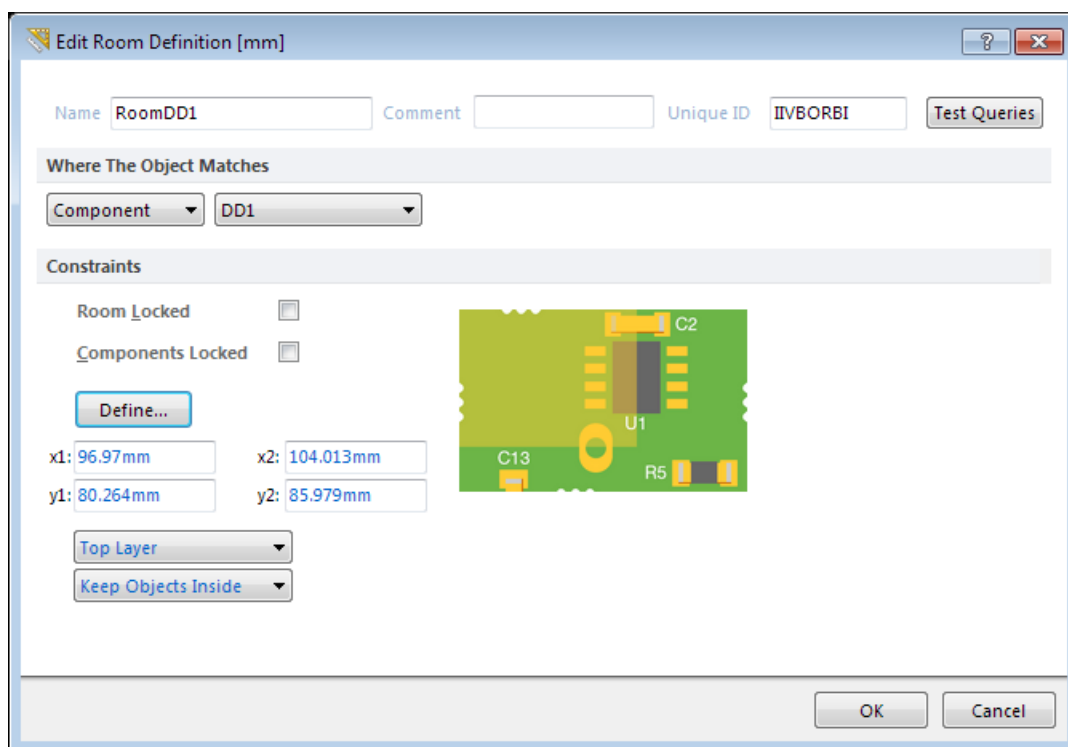 Edit Room Definition [mm]
?
Name RoomDD1 Comment Unique ID IIVBORBI Test Queries
Where The Object Matches
Component DD1
Constraints
Room Locked
Components Locked
Define...
x1: 96.97mm x2: 104.013mm
y1: 80.264mm y2: 85.979mm
Top Layer
Keep Objects Inside
C2
U1
C13
R5
OK Cancel